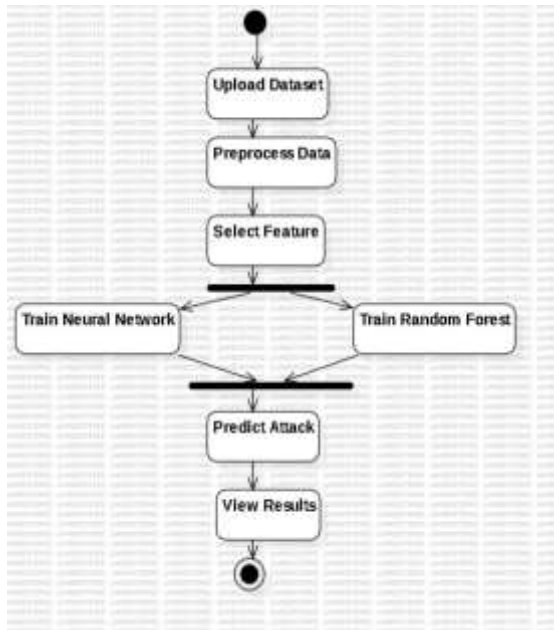 Upload Dataset
Preprocess Data
Select Feature
Train Neural Network
Train Random Forest
Predict Attack
View Results